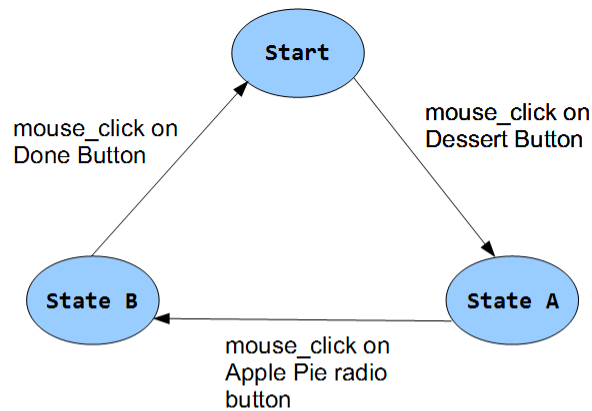 Start
mouse_click on
Dessert Button
mouse_click on
Done Button
State B
State A
mouse_click on
Apple Pie radio
button